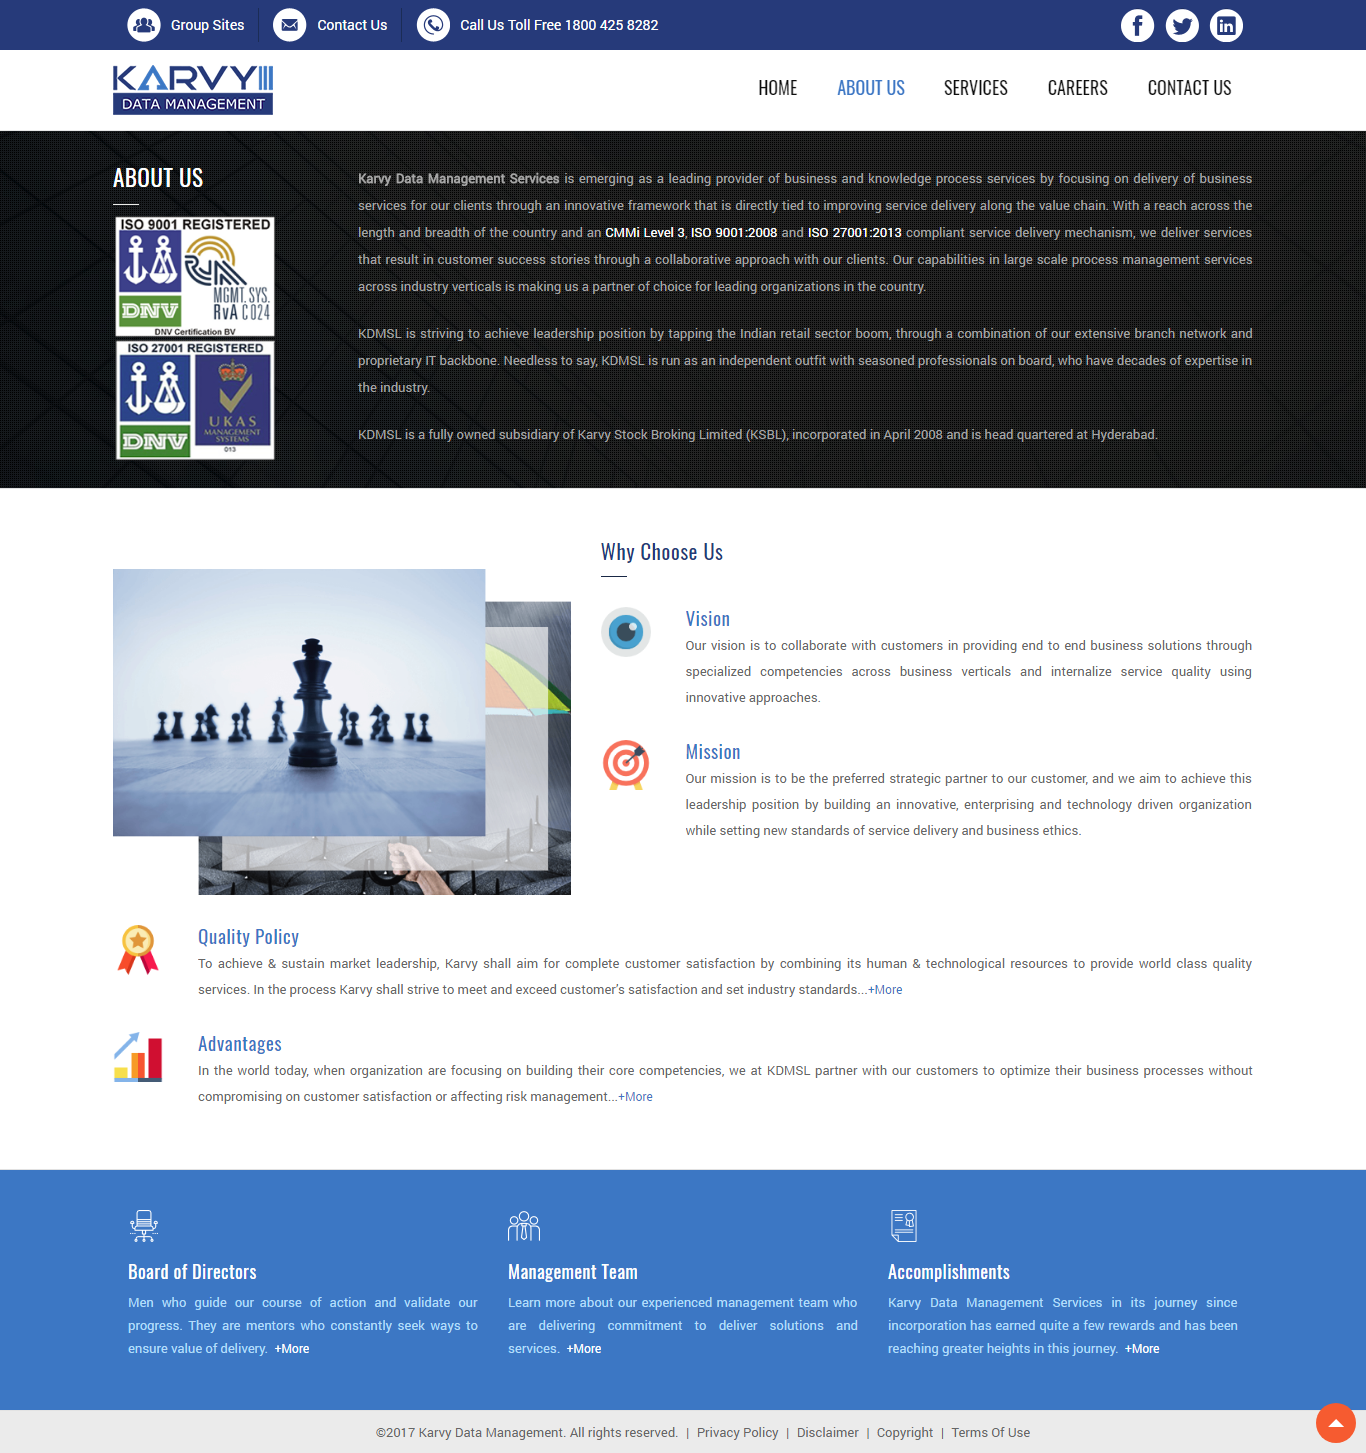 Group Sites
Contact Us
Call Us Toll Free 1800 425 8282
KARVY
DATA MANAGEMENT
HOME
ABOUT US
SERVICES
CAREERS
CONTACT US
ABOUT US
ISO 9001 REGISTERED
DNV
MGMT. SYS.
RvA C 024
DNV Certification BV
ISO 27001 REGISTERED
DNV
UKAS
MANAGEMENT
SYSTEMS
013
Karvy Data Management Services is emerging as a leading provider of business and knowledge process services by focusing on delivery of business
services for our clients through an innovative framework that is directly tied to improving service delivery along the value chain. With a reach across the
length and breadth of the country and an CMMi Level 3, ISO 9001:2008 and ISO 27001:2013 compliant service delivery mechanism, we deliver services
that result in customer success stories through a collaborative approach with our clients. Our capabilities in large scale process management services
across industry verticals is making us a partner of choice for leading organizations in the country.
KDMSL is striving to achieve leadership position by tapping the Indian retail sector boom, through a combination of our extensive branch network and
proprietary IT backbone. Needless to say, KDMSL is run as an independent outfit with seasoned professionals on board, who have decades of expertise in
the industry.
KDMSL is a fully owned subsidiary of Karvy Stock Broking Limited (KSBL), incorporated in April 2008 and is head quartered at Hyderabad.
Why Choose Us
Vision
Our vision is to collaborate with customers in providing end to end business solutions through
specialized competencies across business verticals and internalize service quality using
innovative approaches.
Mission
Our mission is to be the preferred strategic partner to our customer, and we aim to achieve this
leadership position by building an innovative, enterprising and technology driven organization
while setting new standards of service delivery and business ethics.
Quality Policy
To achieve & sustain market leadership, Karvy shall aim for complete customer satisfaction by combining its human & technological resources to provide world class quality
services. In the process Karvy shall strive to meet and exceed customer's satisfaction and set industry standards...+More
Advantages
In the world today, when organization are focusing on building their core competencies, we at KDMSL partner with our customers to optimize their business processes without
compromising on customer satisfaction or affecting risk management...+More
Board of Directors
Men who guide our course of action and validate our
progress. They are mentors who constantly seek ways to
ensure value of delivery. +More
Management Team
Learn more about our experienced management team who
are delivering commitment to deliver solutions and
services. +More
Accomplishments
Karvy Data Management Services in its journey since
incorporation has earned quite a few rewards and has been
reaching greater heights in this journey. +More
©2017 Karvy Data Management. All rights reserved. | Privacy Policy | Disclaimer | Copyright | Terms Of Use